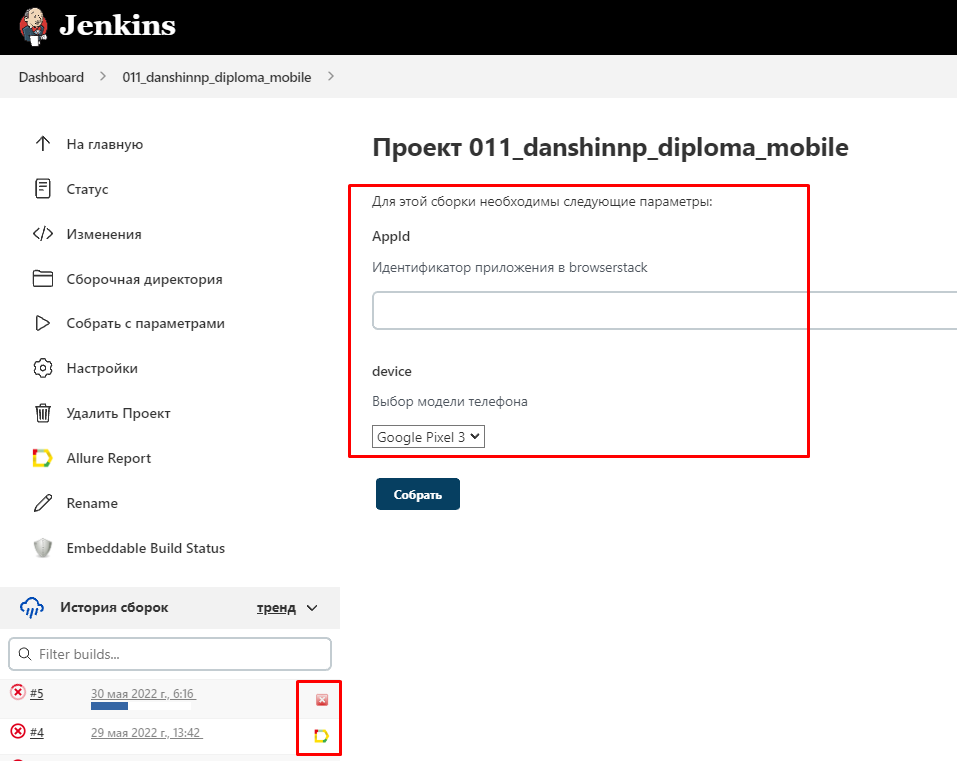 Jenkins
Dashboard
011_danshinnp_diploma_mobile
На главную
Статус
Изменения
Сборочная директория
Собрать с параметрами
Настройки
Удалить Проект
Allure Report
Rename
Embeddable Build Status
История сборок
тренд
Filter builds...
#5 30 мая 2022 г., 6:16
#4 29 мая 2022 г., 13:42
Проект 011_danshinnp_diploma_mobile
Для этой сборки необходимы следующие параметры:
AppId
Идентификатор приложения в browserstack
device
Выбор модели телефона
Google Pixel 3
Собрать